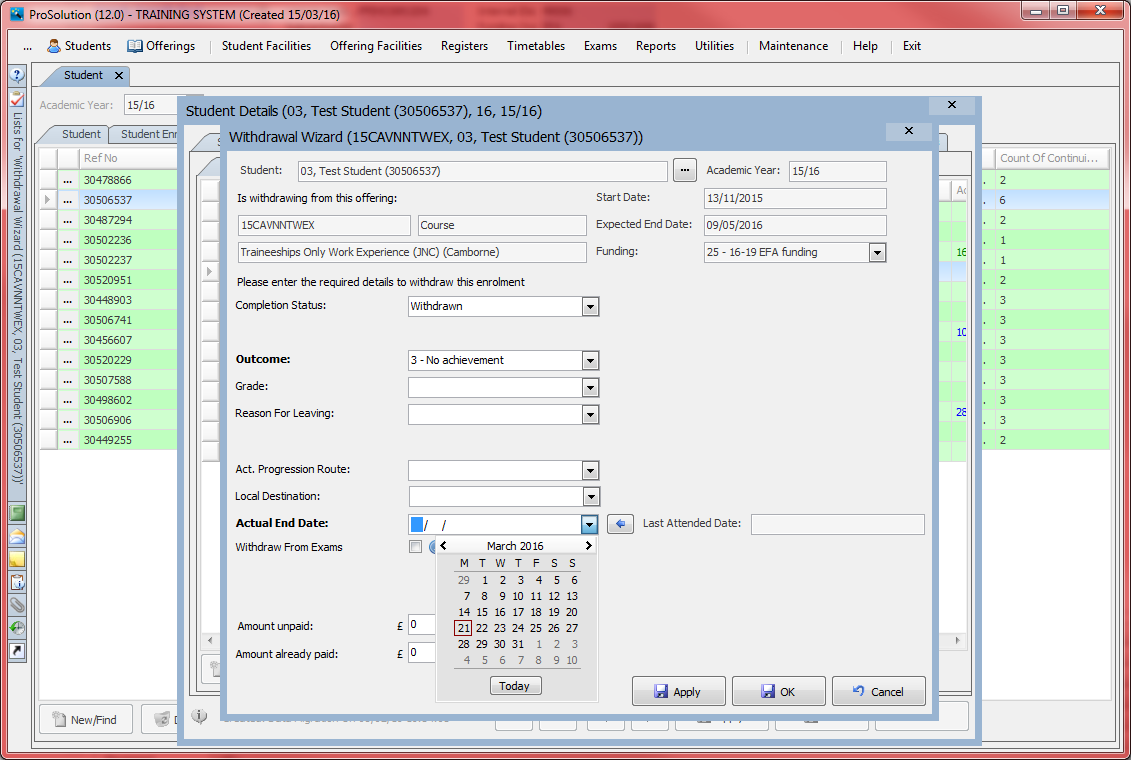 ProSolution (12.0) - TRAINING SYSTEM (Created 15/03/16)
... Students Offerings Student Facilities Offering Facilities Registers Timetables Exams Reports Utilities Maintenance Help Exit
Student
Academic Year: 15/16
Student Student Enr
Ref No
... 30478866
... 30506537
... 30487294
... 30502236
... 30502237
... 30520951
... 30448903
... 30506741
... 30456607
... 30520229
... 30507588
... 30498602
... 30506906
... 30449255
New/Find
Lists for 'Withdrawal Wizard (15CAVNNTWEX, 03, Test Student (30506537))'
Student Details (03, Test Student (30506537), 16, 15/16)
Withdrawal Wizard (15CAVNNTWEX, 03, Test Student (30506537))
Student: 03, Test Student (30506537) ... Academic Year: 15/16
Is withdrawing from this offering: Start Date: 13/11/2015
15CAVNNTWEX Course Expected End Date: 09/05/2016
Traineeships Only Work Experience (JNC) (Camborne) Funding: 25 - 16-19 EFA funding
Please enter the required details to withdraw this enrolment
Completion Status: Withdrawn
Outcome: 3 - No achievement
Grade:
Reason For Leaving:
Act. Progression Route:
Local Destination:
Actual End Date: / / Last Attended Date:
Withdraw From Exams
March 2016
M T W T F S S
29 1 2 3 4 5 6
7 8 9 10 11 12 13
14 15 16 17 18 19 20
21 22 23 24 25 26 27
28 29 30 31 1 2 3
4 5 6 7 8 9 10
Today
Amount unpaid: £ 0
Amount already paid: £ 0
Apply OK Cancel
16
10
28
Count Of Continui...
2
6
2
1
1
2
3
3
3
3
3
3
3
2